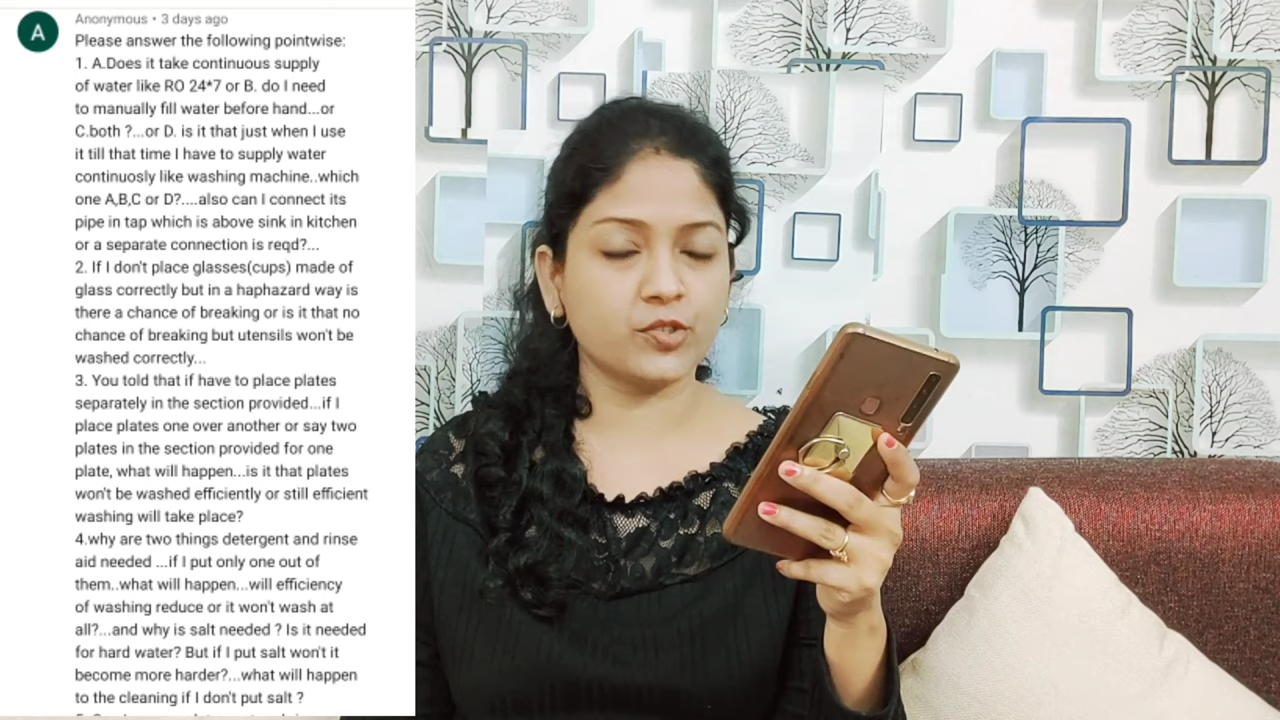 A
Anonymous • 3 days ago
Please answer the following pointwise:
1. A.Does it take continuous supply
of water like RO 24*7 or B. do I need
to manually fill water before hand...or
C.both ?...or D. is it that just when I use
it till that time I have to supply water
continuosly like washing machine..which
one A,B,C or D?....also can I connect its
pipe in tap which is above sink in kitchen
or a separate connection is reqd?...
2. If I don't place glasses(cups) made of
glass correctly but in a haphazard way is
there a chance of breaking or is it that no
chance of breaking but utensils won't be
washed correctly...
3. You told that if have to place plates
separately in the section provided...if I
place plates one over another or say two
plates in the section provided for one
plate, what will happen...is it that plates
won't be washed efficiently or still efficient
washing will take place?
4.why are two things detergent and rinse
aid needed ...if I put only one out of
them..what will happen...will efficiency
of washing reduce or it won't wash at
all?...and why is salt needed ? Is it needed
for hard water? But if I put salt won't it
become more harder?...what will happen
to the cleaning if I don't put salt ?